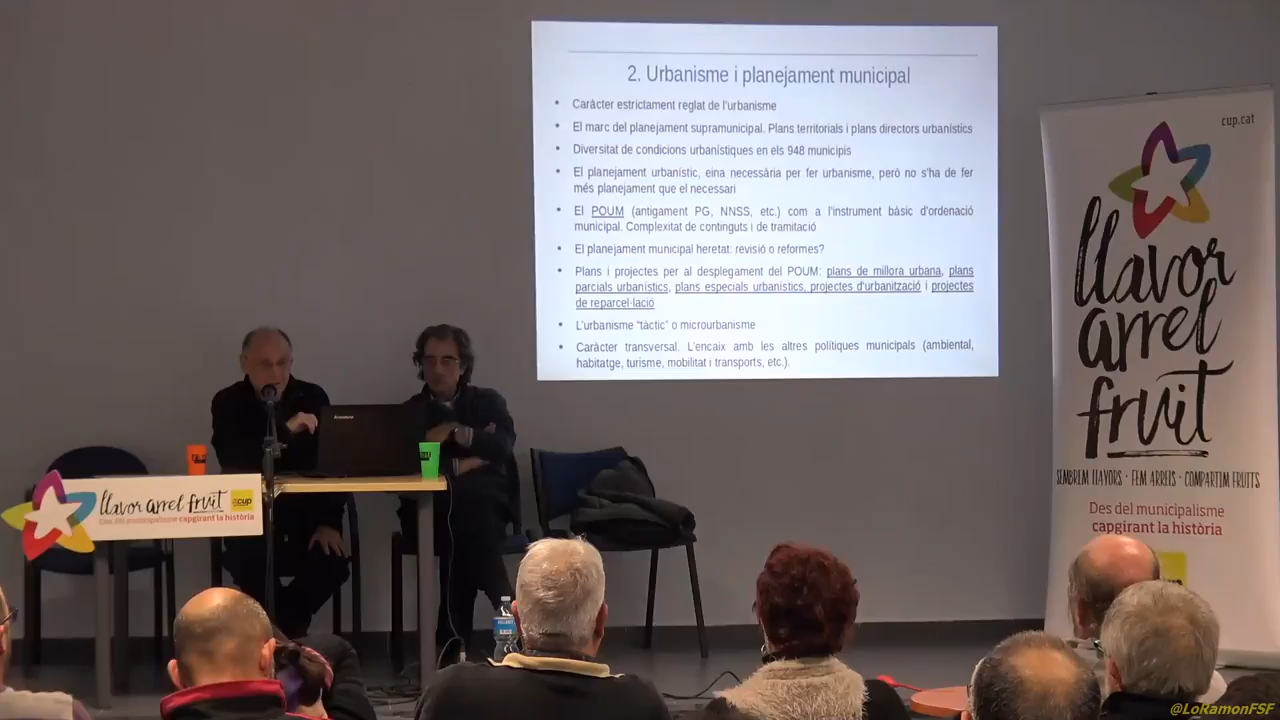 2. Urbanisme i planejament municipal
• Caràcter estrictament reglat de l'urbanisme
• El marc del planejament supramunicipal. Plans territorials i plans directors urbanístics
• Diversitat de condicions urbanístiques en els 948 municipis
• El planejament urbanístic, eina necessària per fer urbanisme, però no s'ha de fer
més planejament que el necessari
• El POUM (antigament PG, NNSS, etc.) com a l'instrument bàsic d'ordenació
municipal. Complexitat de continguts i de tramitació
• El planejament municipal heretat: revisió o reformes?
• Plans i projectes per al desplegament del POUM: plans de millora urbana, plans
parcials urbanístics, plans especials urbanístics, projectes d'urbanització i projectes
de reparcel·lació
• L'urbanisme “tàctic” o microurbanisme
• Caràcter transversal. L'encaix amb les altres polítiques municipals (ambiental,
habitatge, turisme, mobilitat i transports, etc.).
cup.cat
llavor
arrel
fruit
SEMBREM LLAVORS · FEM ARRELS · COMPARTIM FRUITS
Des del municipalisme
capgirant la història
llavor arrel fruit
cup
Des del municipalisme capgirant la història
@LoRamonFSF